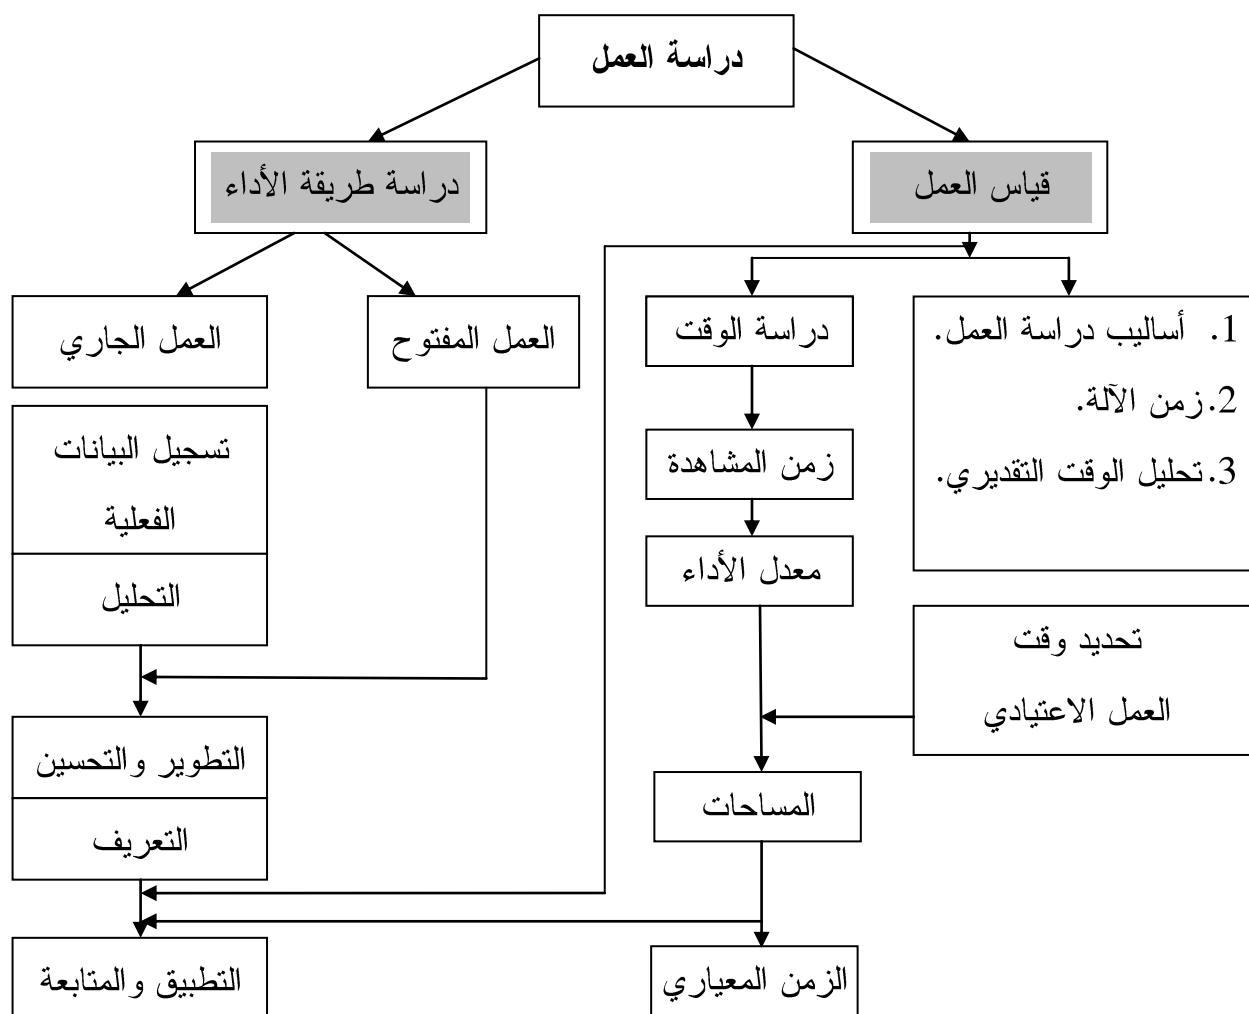 دراسة العمل
قياس العمل
دراسة طريقة الأداء
1. أساليب دراسة العمل.
2. زمن الآلة.
3. تحليل الوقت التقديري.
دراسة الوقت
العمل المفتوح
العمل الجاري
زمن المشاهدة
تسجيل البيانات
الفعلية
معدل الأداء
التحليل
تحديد وقت
العمل الاعتيادي
التطوير والتحسين
المساحات
التعريف
الزمن المعياري
التطبيق والمتابعة